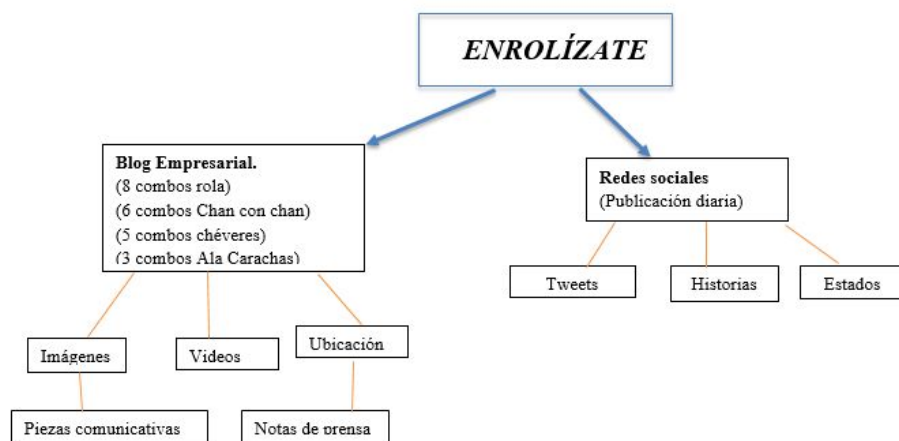 ENROLÍZATE
Blog Empresarial.
(8 combos rola)
(6 combos Chan con chan)
(5 combos chéveres)
(3 combos Ala Carachas)
Redes sociales
(Publicación diaria)
Tweets
Historias
Estados
Imágenes
Videos
Ubicación
Piezas comunicativas
Notas de prensa